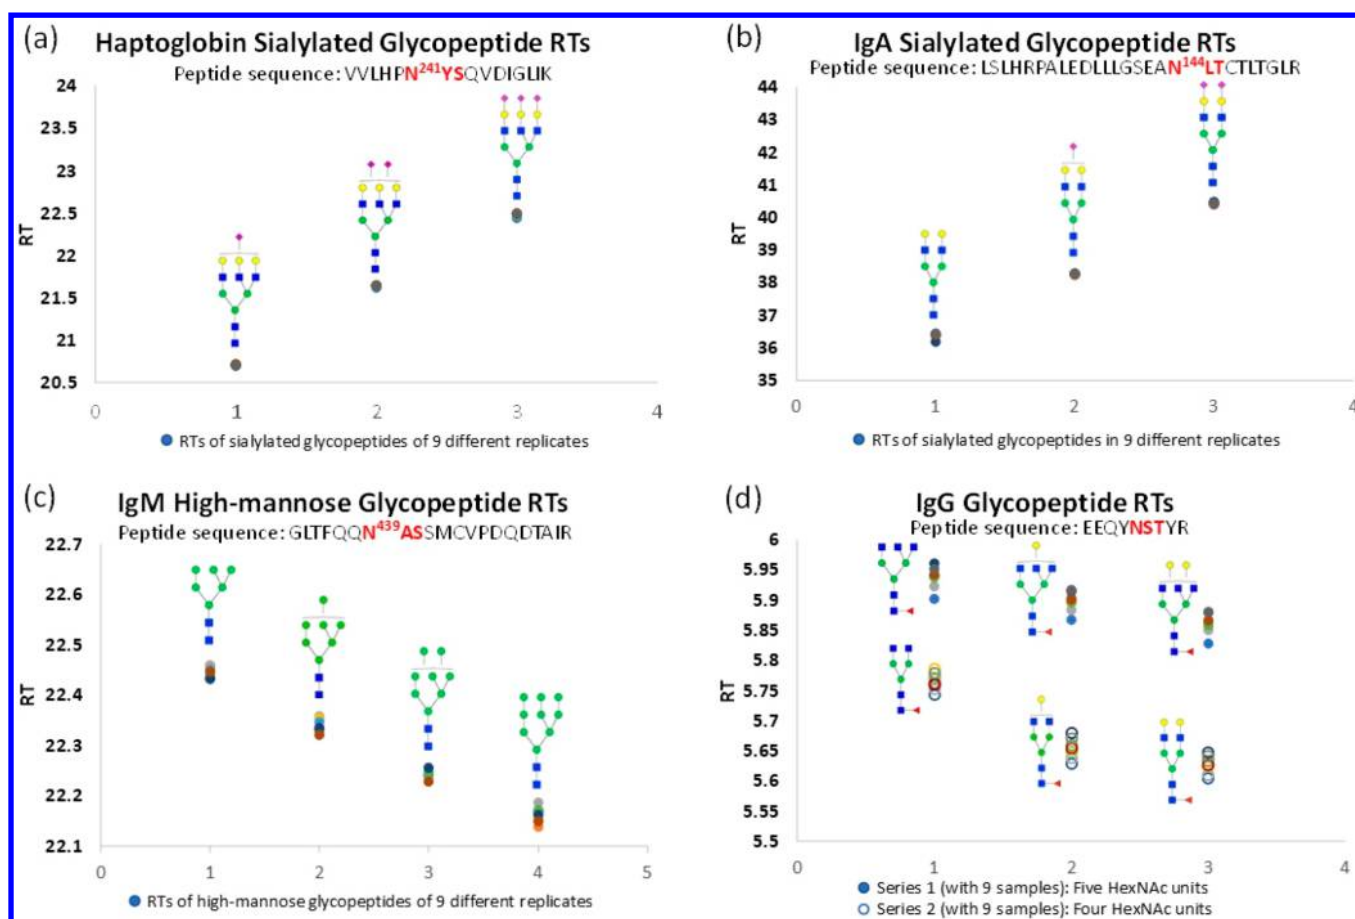 (a)
Haptoglobin Sialylated Glycopeptide RTs
Peptide sequence: VVLHPN²⁴¹YSQVDIGLIK
24
23.5
23
22.5
22
21.5
21
20.5
RT
0 1 2 3 4
RTs of sialylated glycopeptides of 9 different replicates
(b)
IgA Sialylated Glycopeptide RTs
Peptide sequence: LSLHRPALEDLLLGSEAN¹⁴⁴LTCTLTGLR
44
43
42
41
40
39
38
37
36
35
RT
0 1 2 3 4
RTs of sialylated glycopeptides in 9 different replicates
(c)
IgM High-mannose Glycopeptide RTs
Peptide sequence: GLTFQQN⁴³⁹ASSMCVPDQDTAIR
22.7
22.6
22.5
22.4
22.3
22.2
22.1
RT
0 1 2 3 4 5
RTs of high-mannose glycopeptides of 9 different replicates
(d)
IgG Glycopeptide RTs
Peptide sequence: EEQYNSTYR
6
5.95
5.9
5.85
5.8
5.75
5.7
5.65
5.6
5.55
5.5
RT
0 1 2 3 4
Series 1 (with 9 samples): Five HexNAc units
Series 2 (with 9 samples): Four HexNAc units